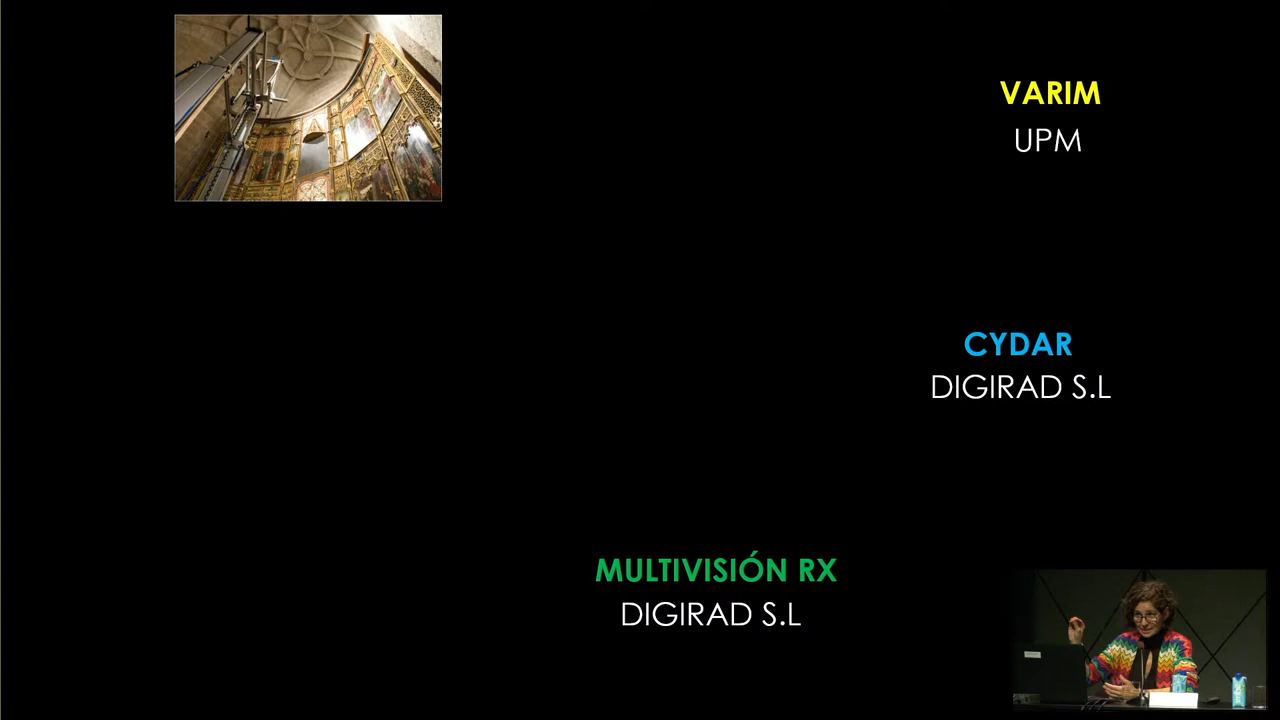 VARIM
UPM
CYDAR
DIGIRAD S.L
MULTIVISIÓN RX
DIGIRAD S.L